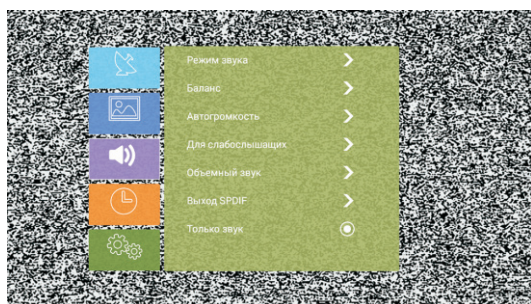 Режим звука
Баланс
Автогромкость
Для слабослышащих
Объемный звук
Выход SPDIF
Только звук